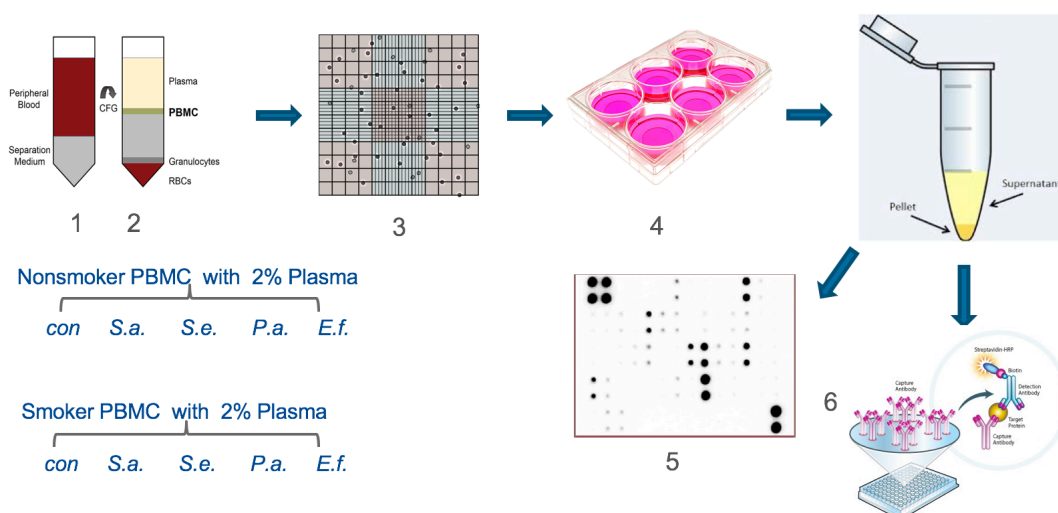 Peripheral
Blood
Separation
Medium
CFG
Plasma
PBMC
Granulocytes
RBCs
1
2
3
4
Supernatan
Pellet
Nonsmoker PBMC with 2% Plasma
con S.a. S.e. P.a. E.f.
Smoker PBMC with 2% Plasma
con S.a. S.e. P.a. E.f.
5
6
Streptavidin-HRP
Biotin
Detection
Antibody
Target
Protein
Capture
Antibody
Capture
Antibody